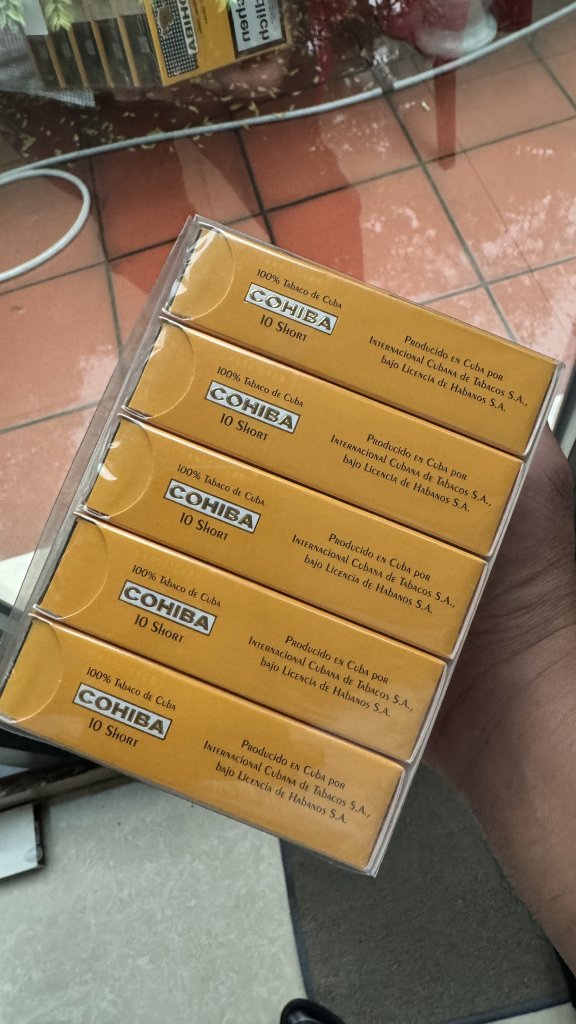 COHIBA
chen
dlich
100% Tabaco de Cuba
COHIBA
10 Short
Producido en Cuba por
Internacional Cubana de Tabacos S.A.,
bajo Licencia de Habanos S.A.
100% Tabaco de Cuba
COHIBA
10 Short
Producido en Cuba por
Internacional Cubana de Tabacos S.A.,
bajo Licencia de Habanos S.A.
100% Tabaco de Cuba
COHIBA
10 Short
Producido en Cuba por
Internacional Cubana de Tabacos S.A.,
bajo Licencia de Habanos S.A.
100% Tabaco de Cuba
COHIBA
10 Short
Producido en Cuba por
Internacional Cubana de Tabacos S.A.,
bajo Licencia de Habanos S.A.
100% Tabaco de Cuba
COHIBA
10 Short
Producido en Cuba por
Internacional Cubana de Tabacos S.A.,
bajo Licencia de Habanos S.A.